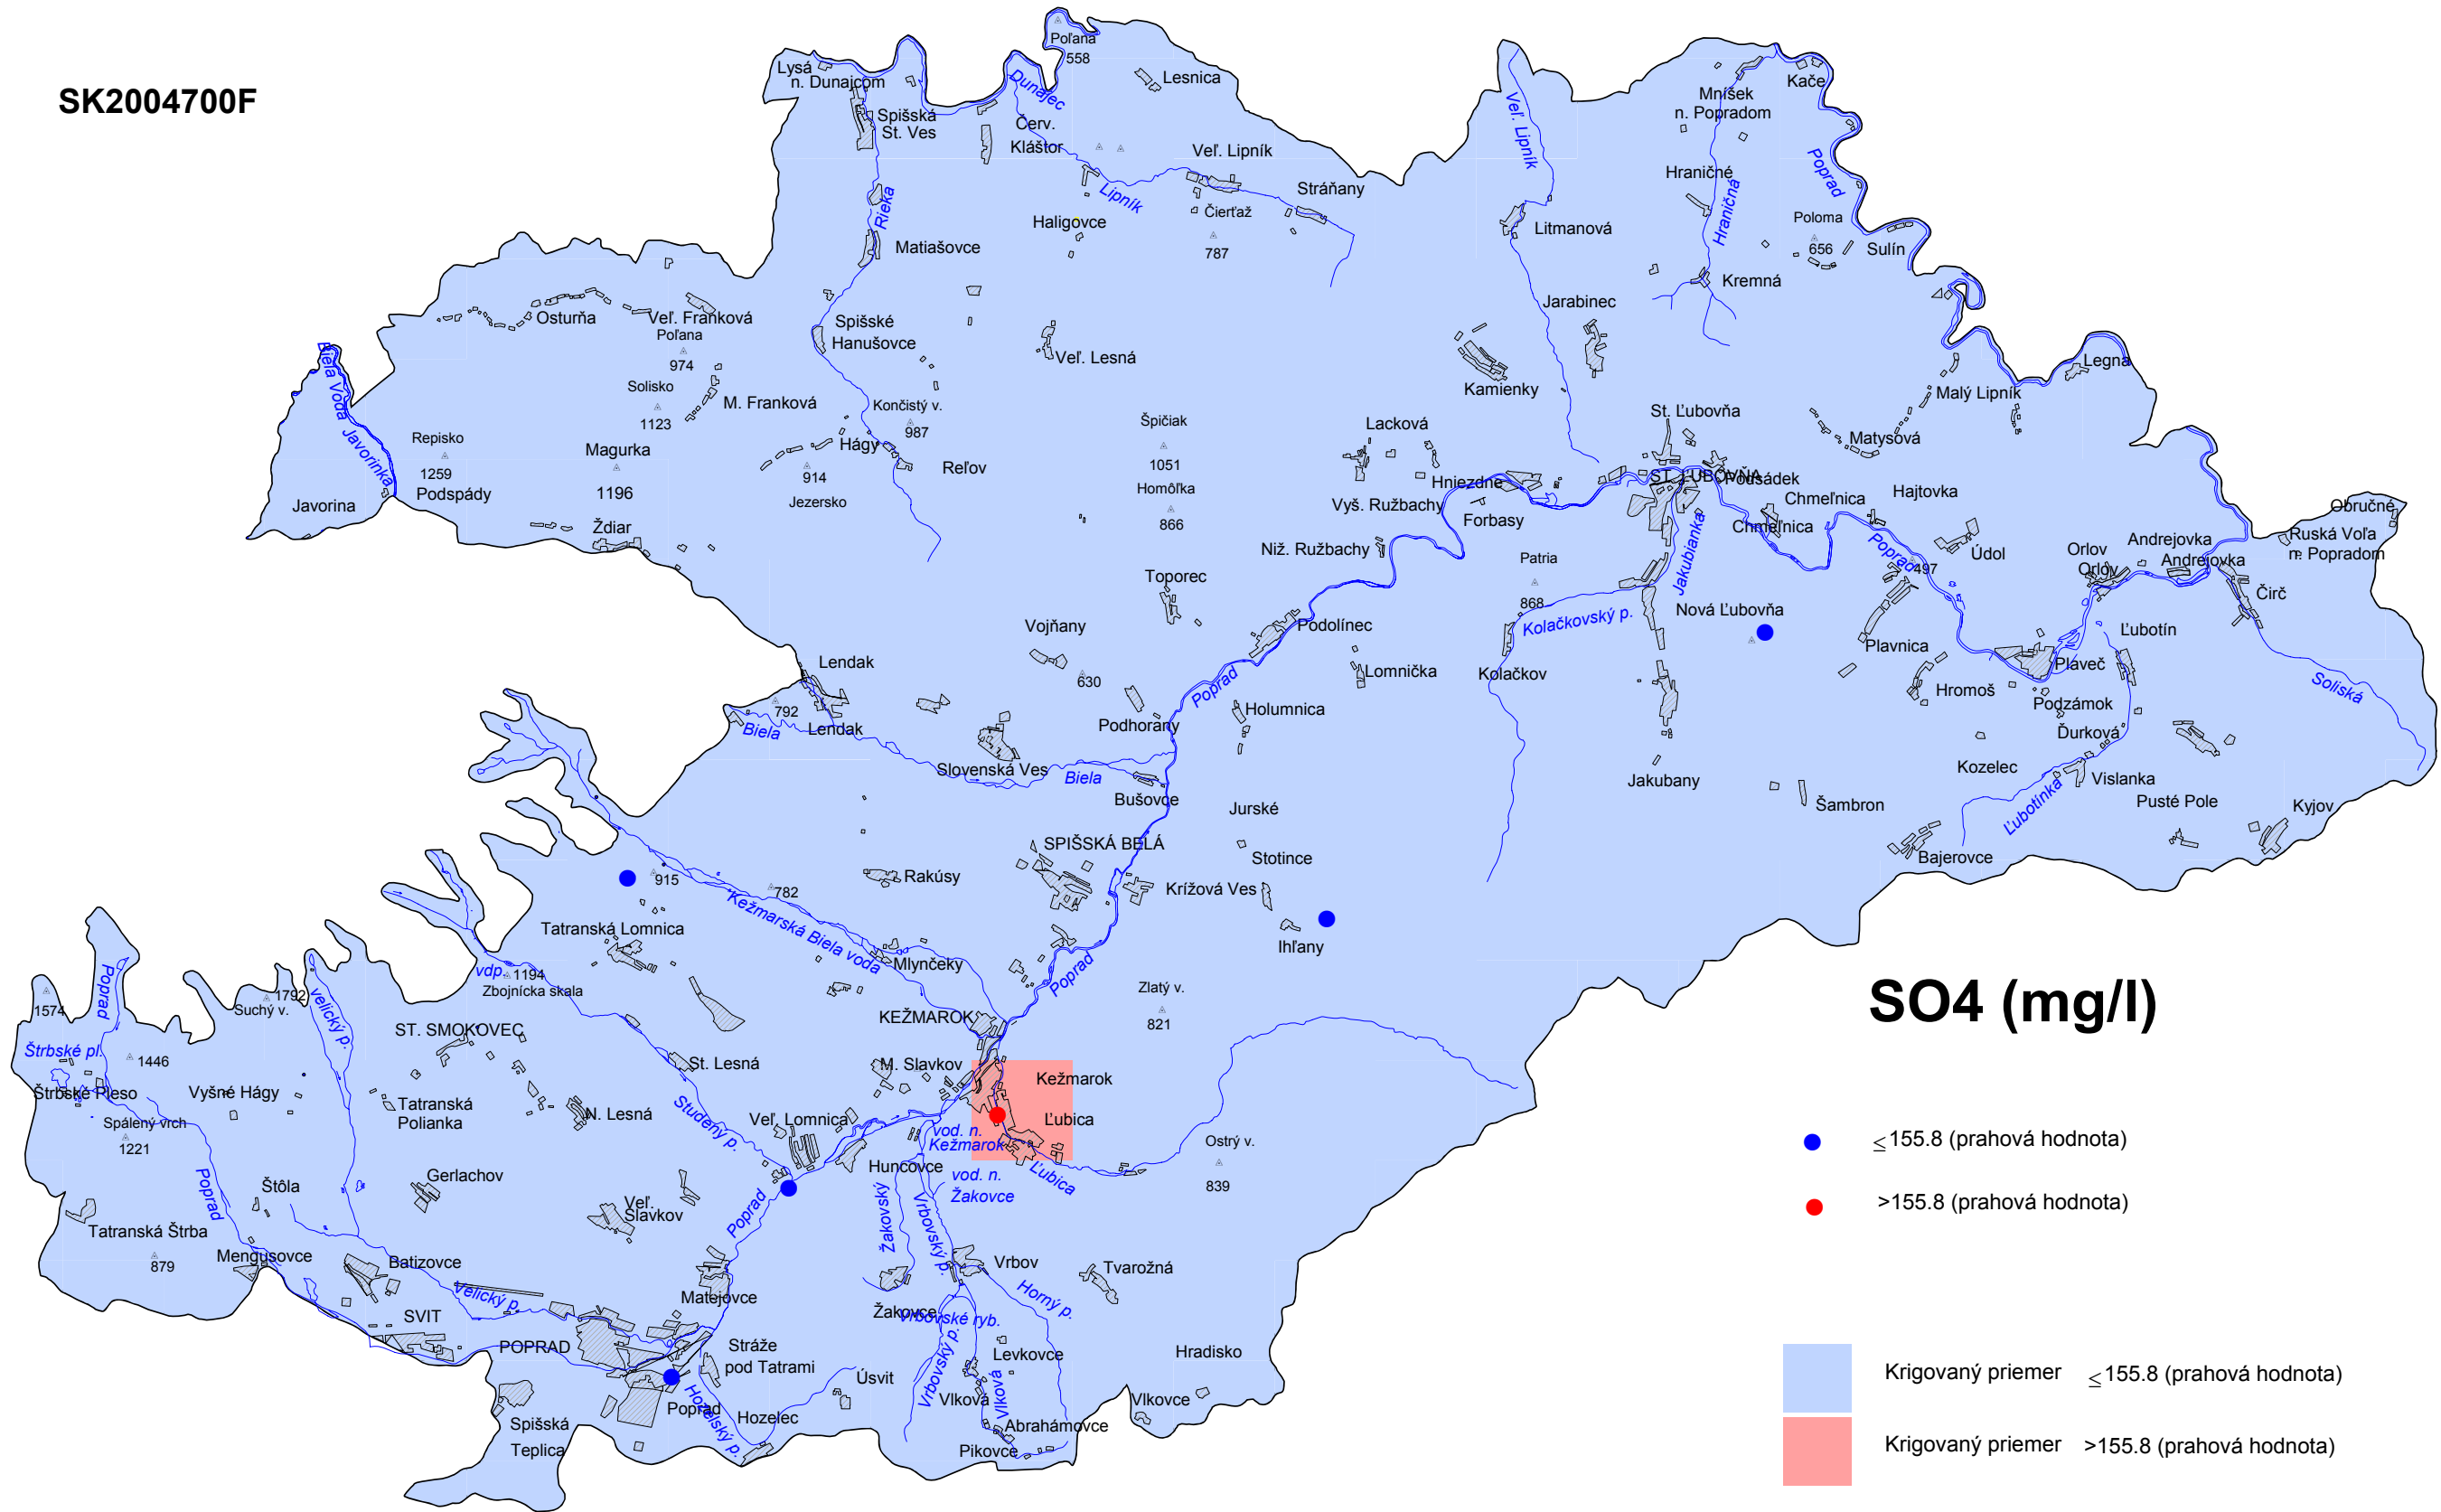 SK2004700F
Poľana
558
Lysá
n. Dunajcom
Dunajec
Lesnica
Kače
Mníšek
n. Popradom
Spišská
St. Ves
Červ.
Kláštor
Veľ. Lipník
Veľ. Lipník
Poprad
Hraničné
Stráňany
Lipník
Rieka
Čierťaž
787
Haligovce
Hraničná
Litmanová
Poloma
656
Sulín
Matiašovce
Kremná
Jarabinec
Osturňa
Veľ. Franková
Poľana
974
Spišské
Hanušovce
Veľ. Lesná
Legna
Biela Voda
Javorinka
Solisko
1123
M. Franková
Kamienky
Malý Lipník
Končistý v.
987
Špičiak
1051
Lacková
St. Ľubovňa
Matysová
Repisko
1259
Magurka
1196
Hágy
914
Jezersko
Reľov
Javorina
Podspády
Homôľka
866
Hniezdne
ST. ĽUBOVŇA
Podsádek
Vyš. Ružbachy
Forbasy
Chmeľnica
Chmeľnica
Hajtovka
Obručné
Ždiar
Niž. Ružbachy
Jakubianka
Poprad
497
Údol
Orlov
Orlov
Andrejovka
Andrejovka
Ruská Voľa
n. Popradom
Patria
868
Toporec
Čirč
Vojňany
630
Podolínec
Kolačkovský p.
Nová Ľubovňa
Plavnica
Ľubotín
Lendak
792
Lendak
Biela
Poprad
Lomnička
Kolačkov
Plaveč
Hromoš
Soliská
Podhorany
Holumnica
Podzámok
Ďurková
Slovenská Ves
Biela
Bušovce
Jakubany
Kozelec
Vislanka
Jurské
Šambron
Ľubotínka
Pusté Pole
Kyjov
SPIŠSKÁ BELÁ
Stotince
Bajerovce
915
782
Rakúsy
Krížová Ves
Kežmarská Biela voda
Tatranská Lomnica
Ihľany
Mlynčeky
Poprad
Poprad
vdp.
1194
Zbojnícka skala
1574
Suchý v.
1792
velický p.
Zlatý v.
821
SO4 (mg/l)
ST. SMOKOVEC
KEŽMAROK
Štrbské pl.
1446
St. Lesná
M. Slavkov
Kežmarok
Štrbské Pleso
Vyšné Hágy
Tatranská
Polianka
N. Lesná
Studený p.
Veľ. Lomnica
Ľubica
Spálený vrch
1221
vod. n.
Kežmarok
Ostrý v.
839
≤155.8 (prahová hodnota)
Huncovce
Ľubica
vod. n.
Žakovce
Gerlachov
Štôla
Poprad
Veľ.
Slavkov
Poprad
Žakovský
Vrbovský p.
>155.8 (prahová hodnota)
Tatranská Štrba
879
Mengusovce
Batizovce
Vrbov
Tvarožná
Velický p.
Matejovce
Horný p.
Žakovce
Vrbovské ryb.
SVIT
POPRAD
Stráže
pod Tatrami
Vrbovský p.
Levkovce
Hradisko
Krigovaný priemer ≤155.8 (prahová hodnota)
Úsvit
Vlková
Vlková
Vlkovce
Poprad
Hozelský p.
Hozelec
Spišská
Teplica
Abrahámovce
Pikovce
Krigovaný priemer >155.8 (prahová hodnota)